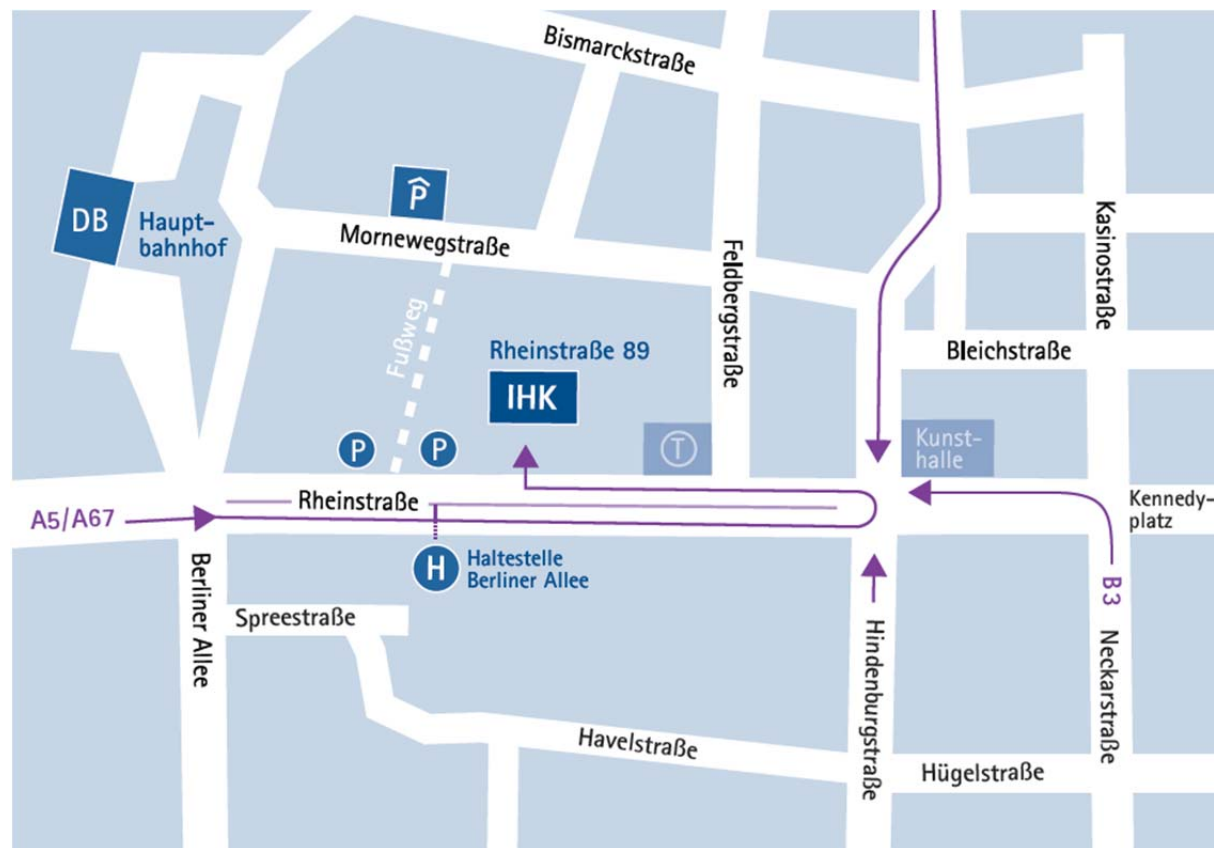 Bismarckstraße
DB
Haupt-
bahnhof
P
Mornewegstraße
Feldbergstraße
Kasinostraße
Fußweg
Rheinstraße 89
IHK
Bleichstraße
P
P
T
Kunst-
halle
A5/A67
Rheinstraße
Kennedy-
platz
H
Haltestelle
Berliner Allee
Berliner Allee
Spreestraße
Hindenburgstraße
B3
Neckarstraße
Havelstraße
Hügelstraße